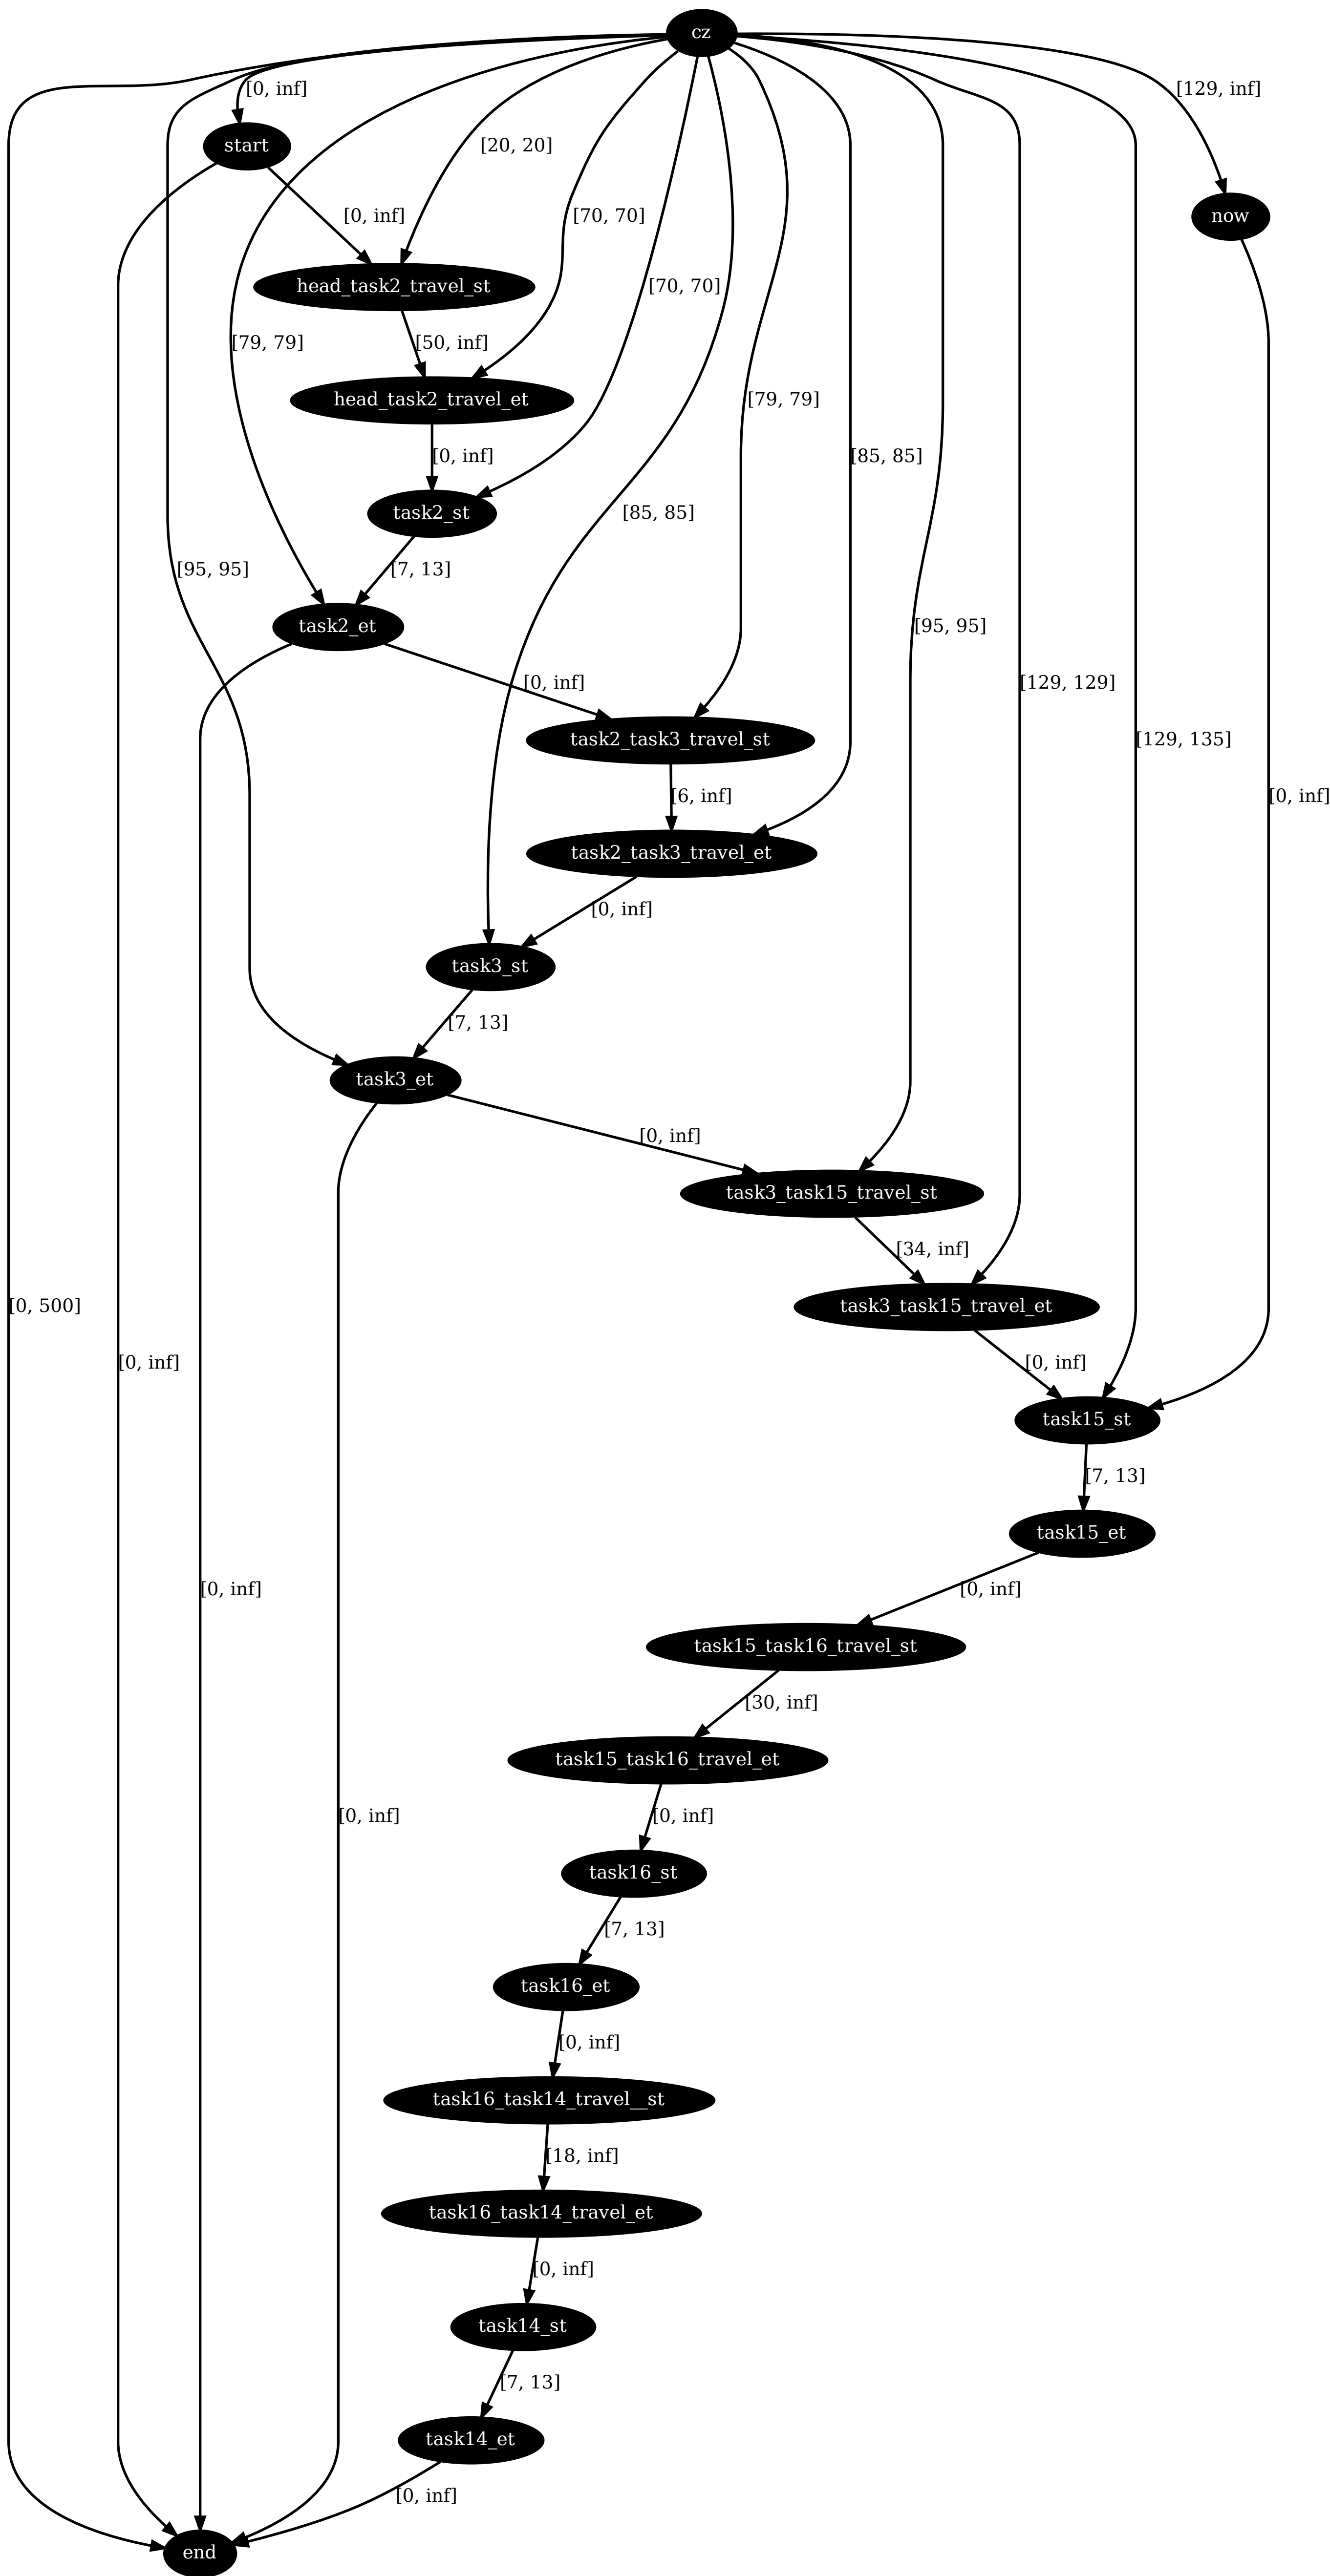 cz
[0, inf]
[129, inf]
start
[20, 20]
now
[0, inf]
[70, 70]
head_task2_travel_st
[70, 70]
[79, 79]
[50, inf]
head_task2_travel_et
[79, 79]
[0, inf]
[85, 85]
task2_st
[85, 85]
[95, 95]
[7, 13]
task2_et
[95, 95]
[0, inf]
[129, 129]
task2_task3_travel_st
[129, 135]
[6, inf]
[0, inf]
task2_task3_travel_et
[0, inf]
task3_st
[7, 13]
task3_et
[0, inf]
task3_task15_travel_st
[34, inf]
[0, 500]
task3_task15_travel_et
[0, inf]
[0, inf]
task15_st
[7, 13]
task15_et
[0, inf]
[0, inf]
task15_task16_travel_st
[30, inf]
task15_task16_travel_et
[0, inf]
[0, inf]
task16_st
[7, 13]
task16_et
[0, inf]
task16_task14_travel__st
[18, inf]
task16_task14_travel_et
[0, inf]
task14_st
[7, 13]
task14_et
[0, inf]
end